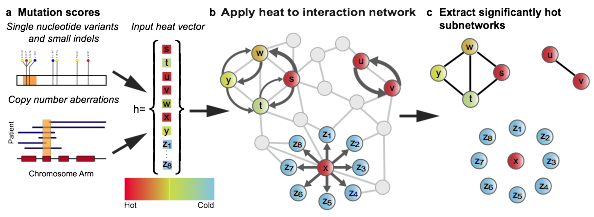 a Mutation scores
Single nucleotide variants
and small indels
Copy number aberrations
Patient
Chromosome Arm
Input heat vector
h=
s
t
u
v
w
x
y
z1
z8
Hot
Cold
b Apply heat to interaction network
w
y
s
t
u
v
z1
z8
z2
z7
x
z3
z6
z4
z5
c Extract significantly hot
subnetworks
w
y
s
t
u
v
z1
z8
z2
z7
x
z3
z6
z4
z5